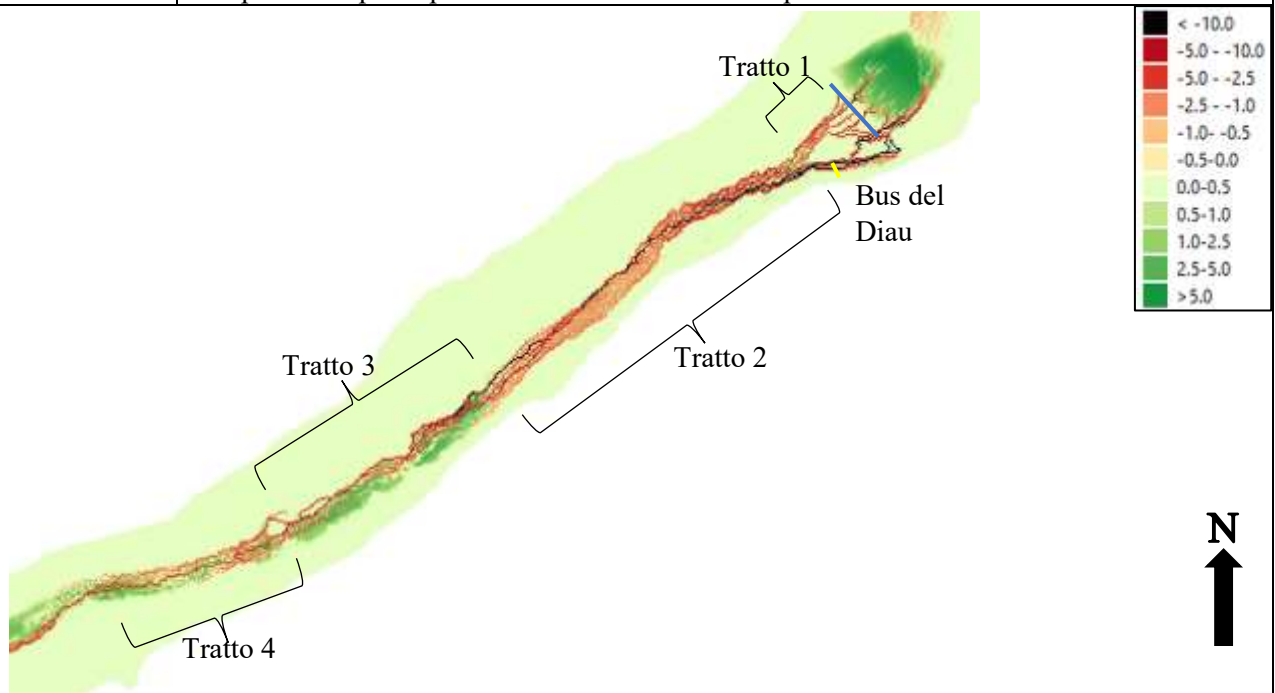 Tratto 1
Bus del
Diau
Tratto 2
Tratto 3
Tratto 4
N
< -10.0
-5.0 - -10.0
-5.0 - -2.5
-2.5 - -1.0
-1.0- -0.5
-0.5-0.0
0.0-0.5
0.5-1.0
1.0-2.5
2.5-5.0
>5.0